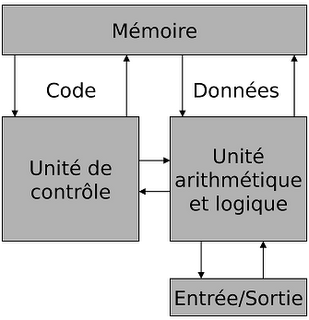 Mémoire
Code
Données
Unité de
contrôle
Unité
arithmétique
et logique
Entrée/Sortie